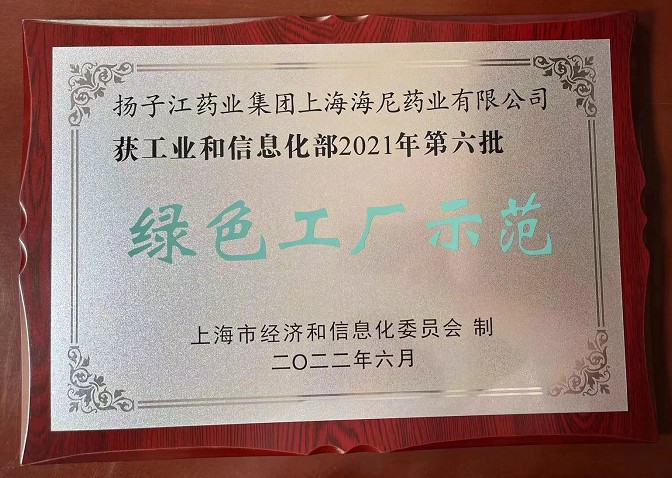 扬子江药业集团上海海尼药业有限公司
获工业和信息化部2021年第六批
绿色工厂示范
上海市经济和信息化委员会 制
二〇二二年六月